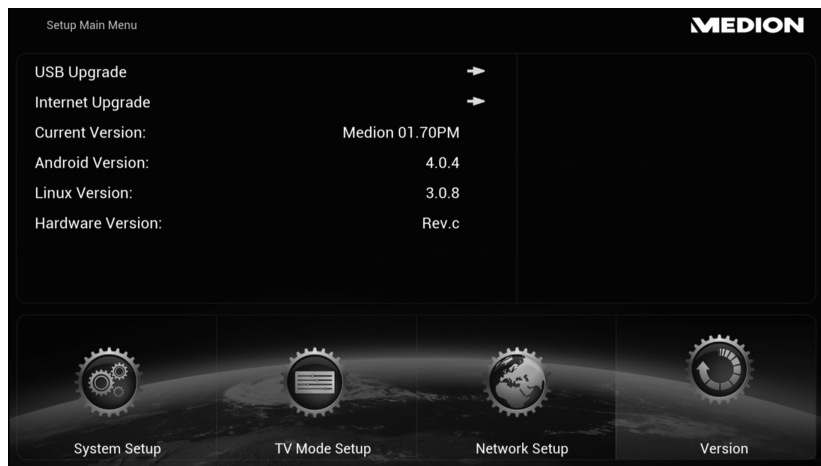 Setup Main Menu
MEDION
USB Upgrade
Internet Upgrade
Current Version: Medion 01.70PM
Android Version: 4.0.4
Linux Version: 3.0.8
Hardware Version: Rev.c
System Setup TV Mode Setup Network Setup Version